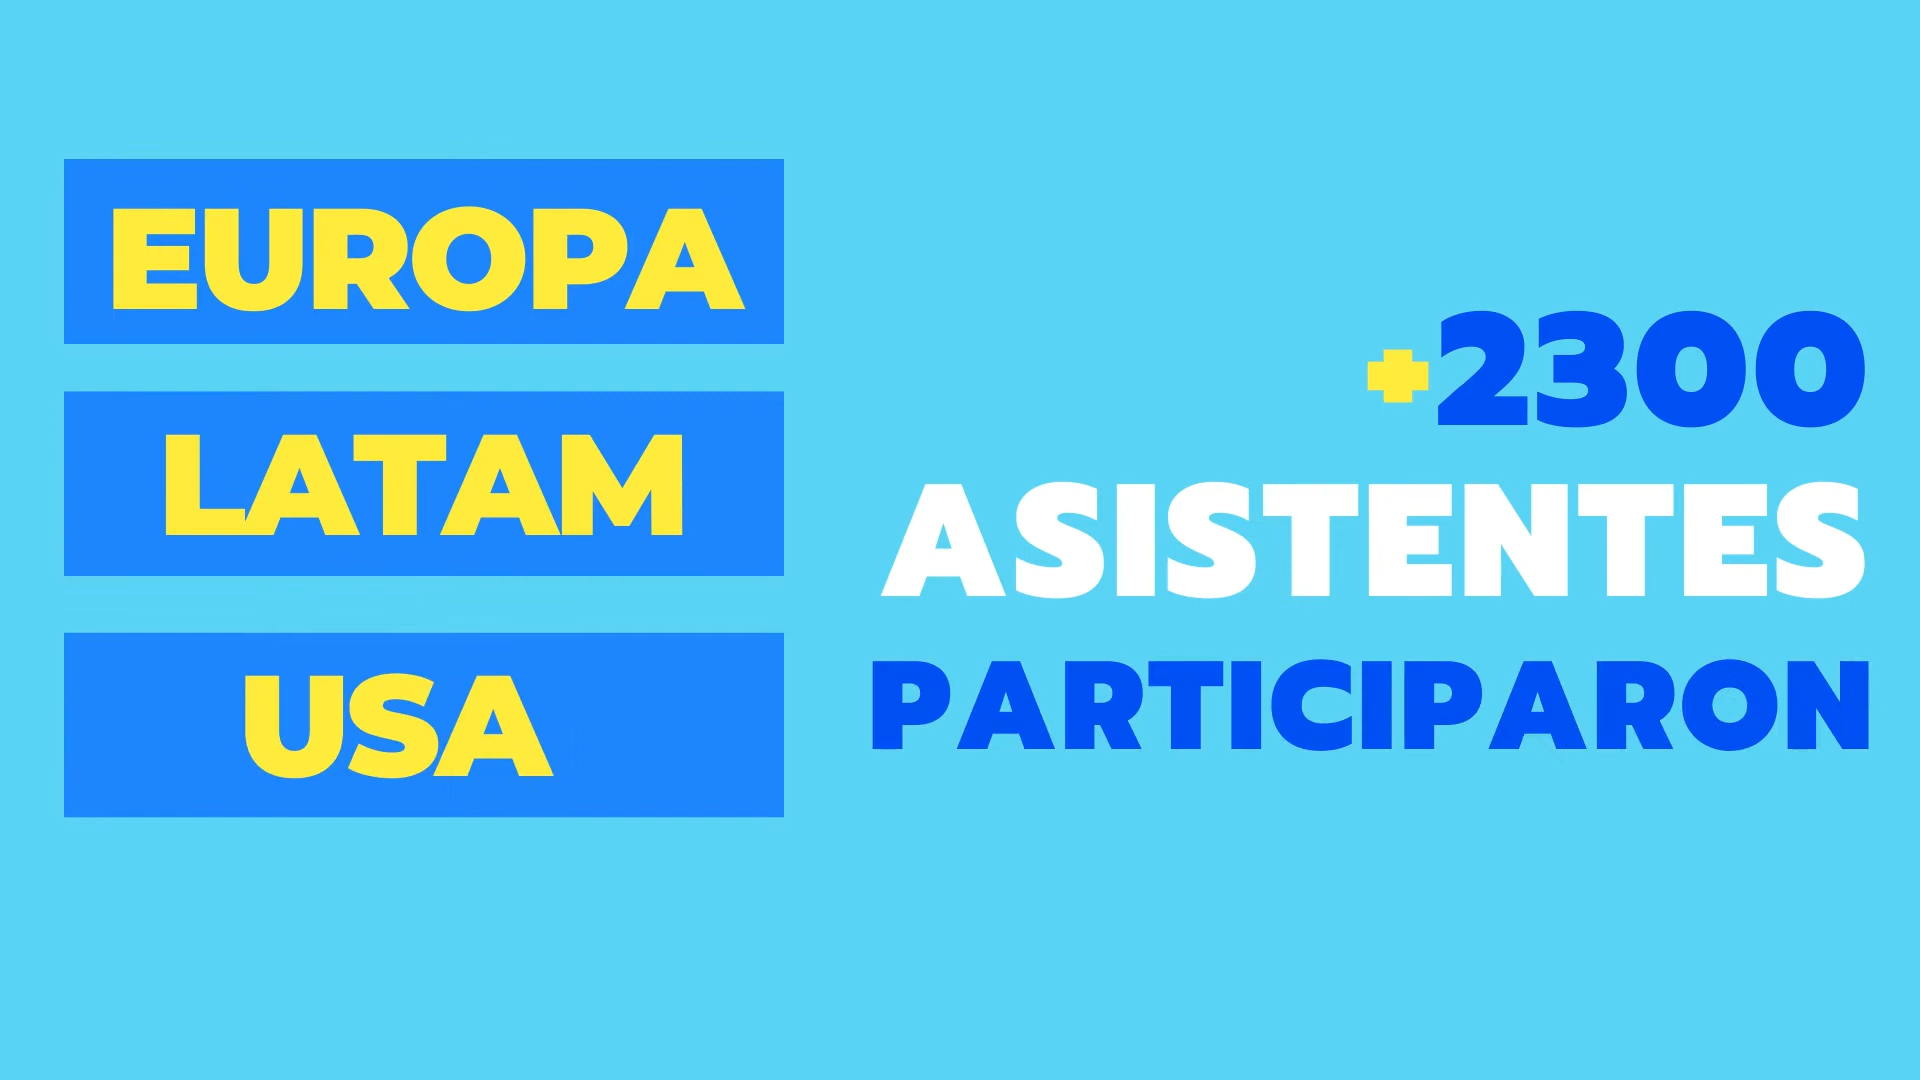 EUROPA
LATAM
USA
+2300
ASISTENTES
PARTICIPARON